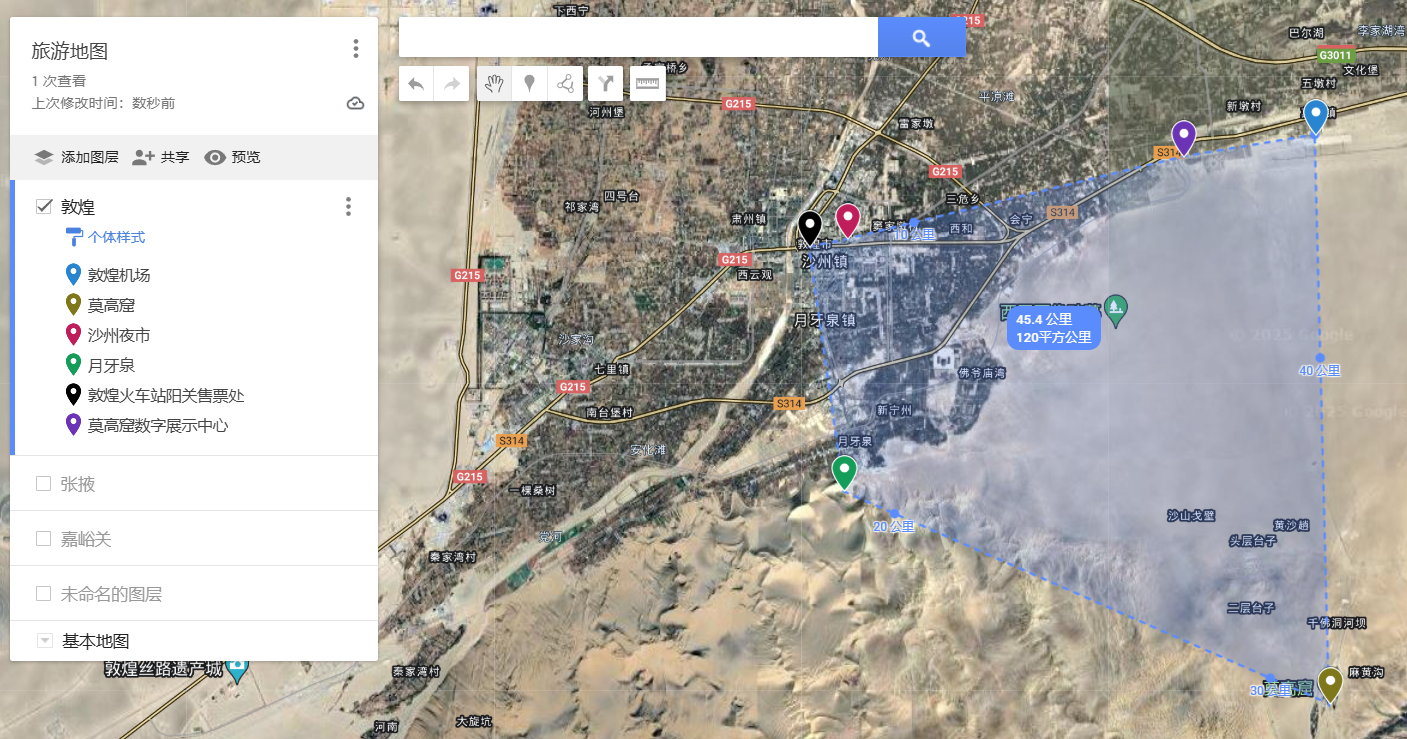 旅游地图
1 次查看
上次修改时间：数秒前
添加图层
共享
预览
敦煌
个体样式
敦煌机场
莫高窟
沙州夜市
月牙泉
敦煌火车站阳关售票处
莫高窟数字展示中心
张掖
嘉峪关
未命名的图层
基本地图
下西宁
G215
巴尔湖
李家湖湾
G3011
文化堡
五墩村
新墩村
平凉滩
G215
河州堡
雷家墩
S314
G215
四号台
祁家湾
三危乡
肃州镇
会宁
S314
西和
10 公里
敦煌市
沙州镇
G215
西云观
G215
月牙泉镇
45.4 公里
120平方公里
© 2025 Google
沙家沟
七里镇
佛爷庙湾
40 公里
G215
S314
南台堡村
新宁州
© 2025 Google
S314
月牙泉
安化滩
G215
一棵桑树
20 公里
沙山戈壁
黄沙趟
党河
头层台子
秦家湾村
二层台子
千佛洞河坝
敦煌丝路遗产城
秦家湾村
麻黄沟
30 公里
河南
大旋坑